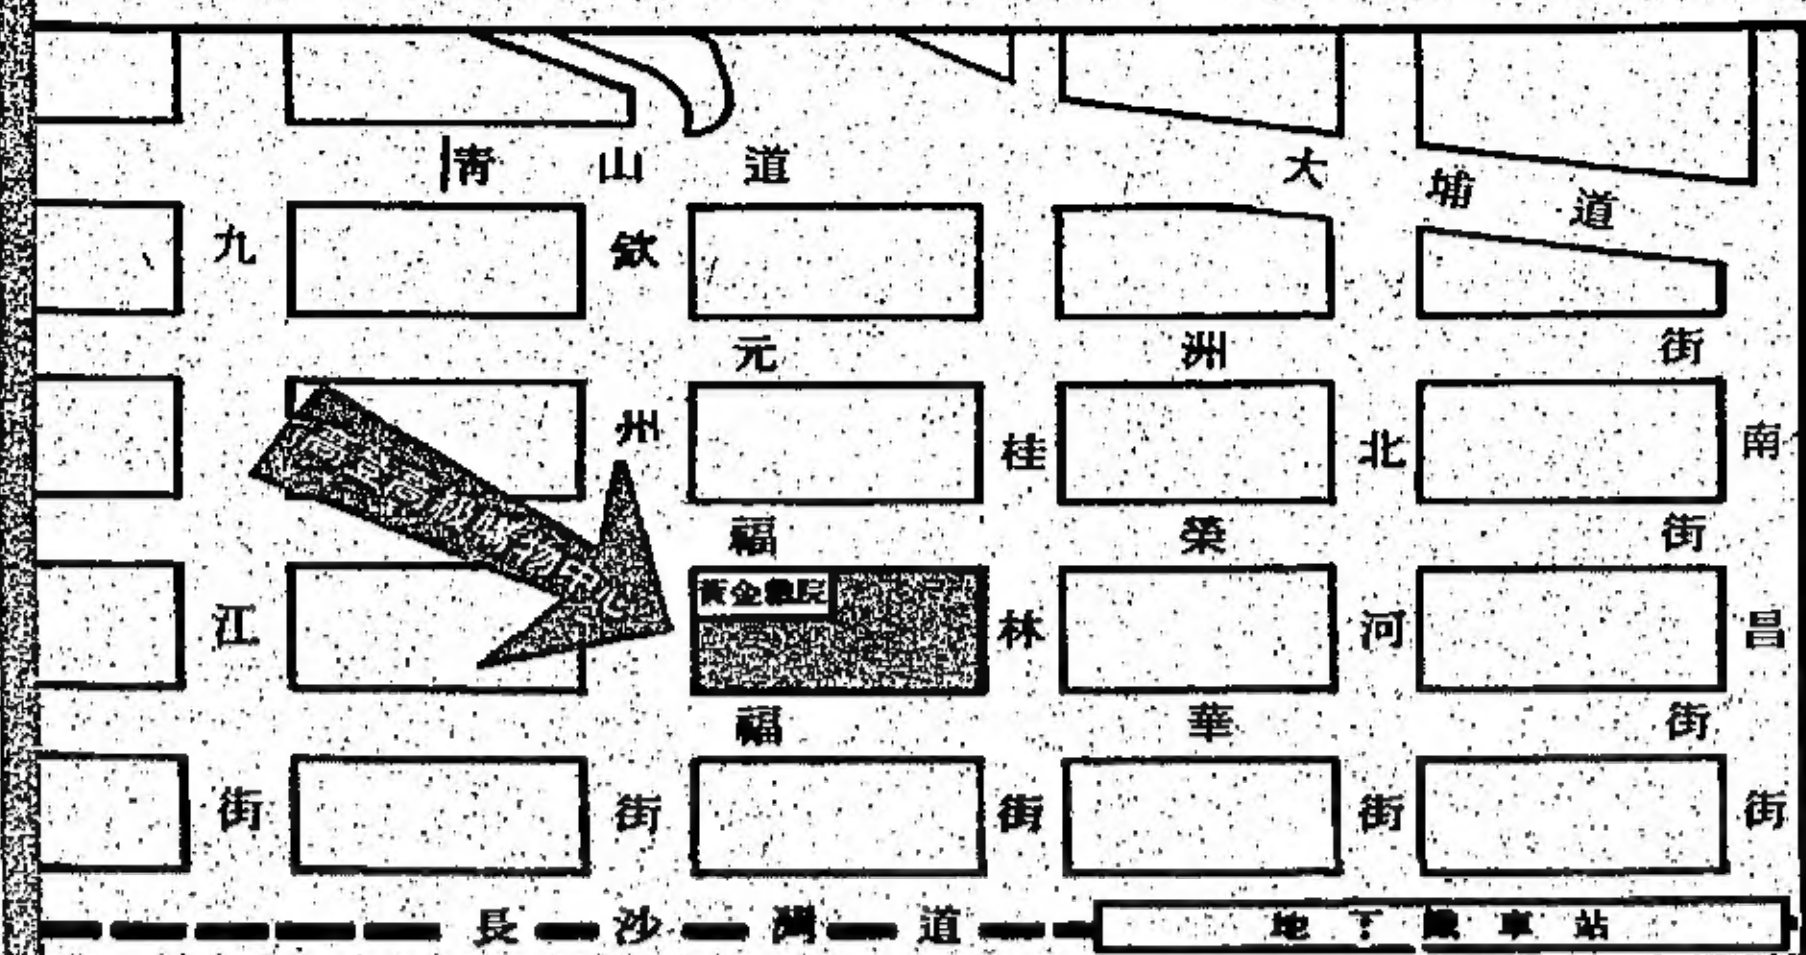 青山道
大埔道
元洲街
福榮街
黃金戲院
福華街
九江街
欽州街
桂林街
北河街
南昌街
長沙灣道
地下鐵車站